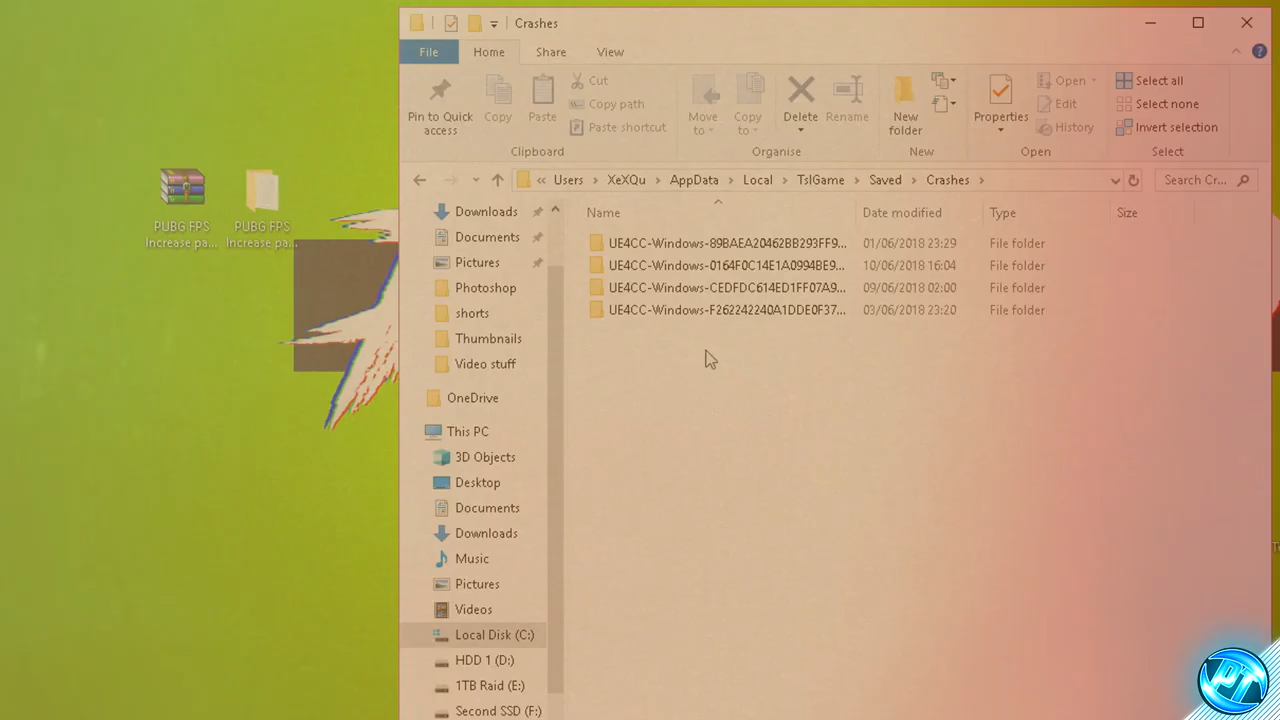 Crashes
File Home Share View
Pin to Quick access
Copy
Paste
Cut
Copy path
Paste shortcut
Clipboard
Move to
Copy to
Delete
Rename
Organise
New folder
New
Properties
Open
Edit
History
Open
Select all
Select none
Invert selection
Select
« Users > XeXQu > AppData > Local > TslGame > Saved > Crashes >
Search Cr...
PUBG FPS Increase pa...
PUBG FPS Increase pa...
Downloads
Documents
Pictures
Photoshop
shorts
Thumbnails
Video stuff
OneDrive
This PC
3D Objects
Desktop
Documents
Downloads
Music
Pictures
Videos
Local Disk (C:)
HDD 1 (D:)
1TB Raid (E:)
Second SSD (F:)
Name Date modified Type Size
UE4CC-Windows-89BAEA20462BB293FF9... 01/06/2018 23:29 File folder
UE4CC-Windows-0164F0C14E1A0994BE9... 10/06/2018 16:04 File folder
UE4CC-Windows-CEDFDC614ED1FF07A9... 09/06/2018 02:00 File folder
UE4CC-Windows-F262242240A1DDE0F37... 03/06/2018 23:20 File folder
PT